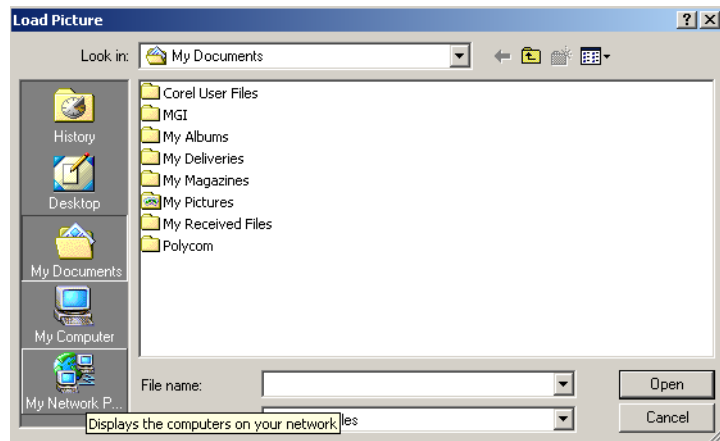 Load Picture
Look in: My Documents
History
Desktop
My Documents
My Computer
My Network P...
Corel User Files
MGI
My Albums
My Deliveries
My Magazines
My Pictures
My Received Files
Polycom
File name: Open
Displays the computers on your network
les Cancel